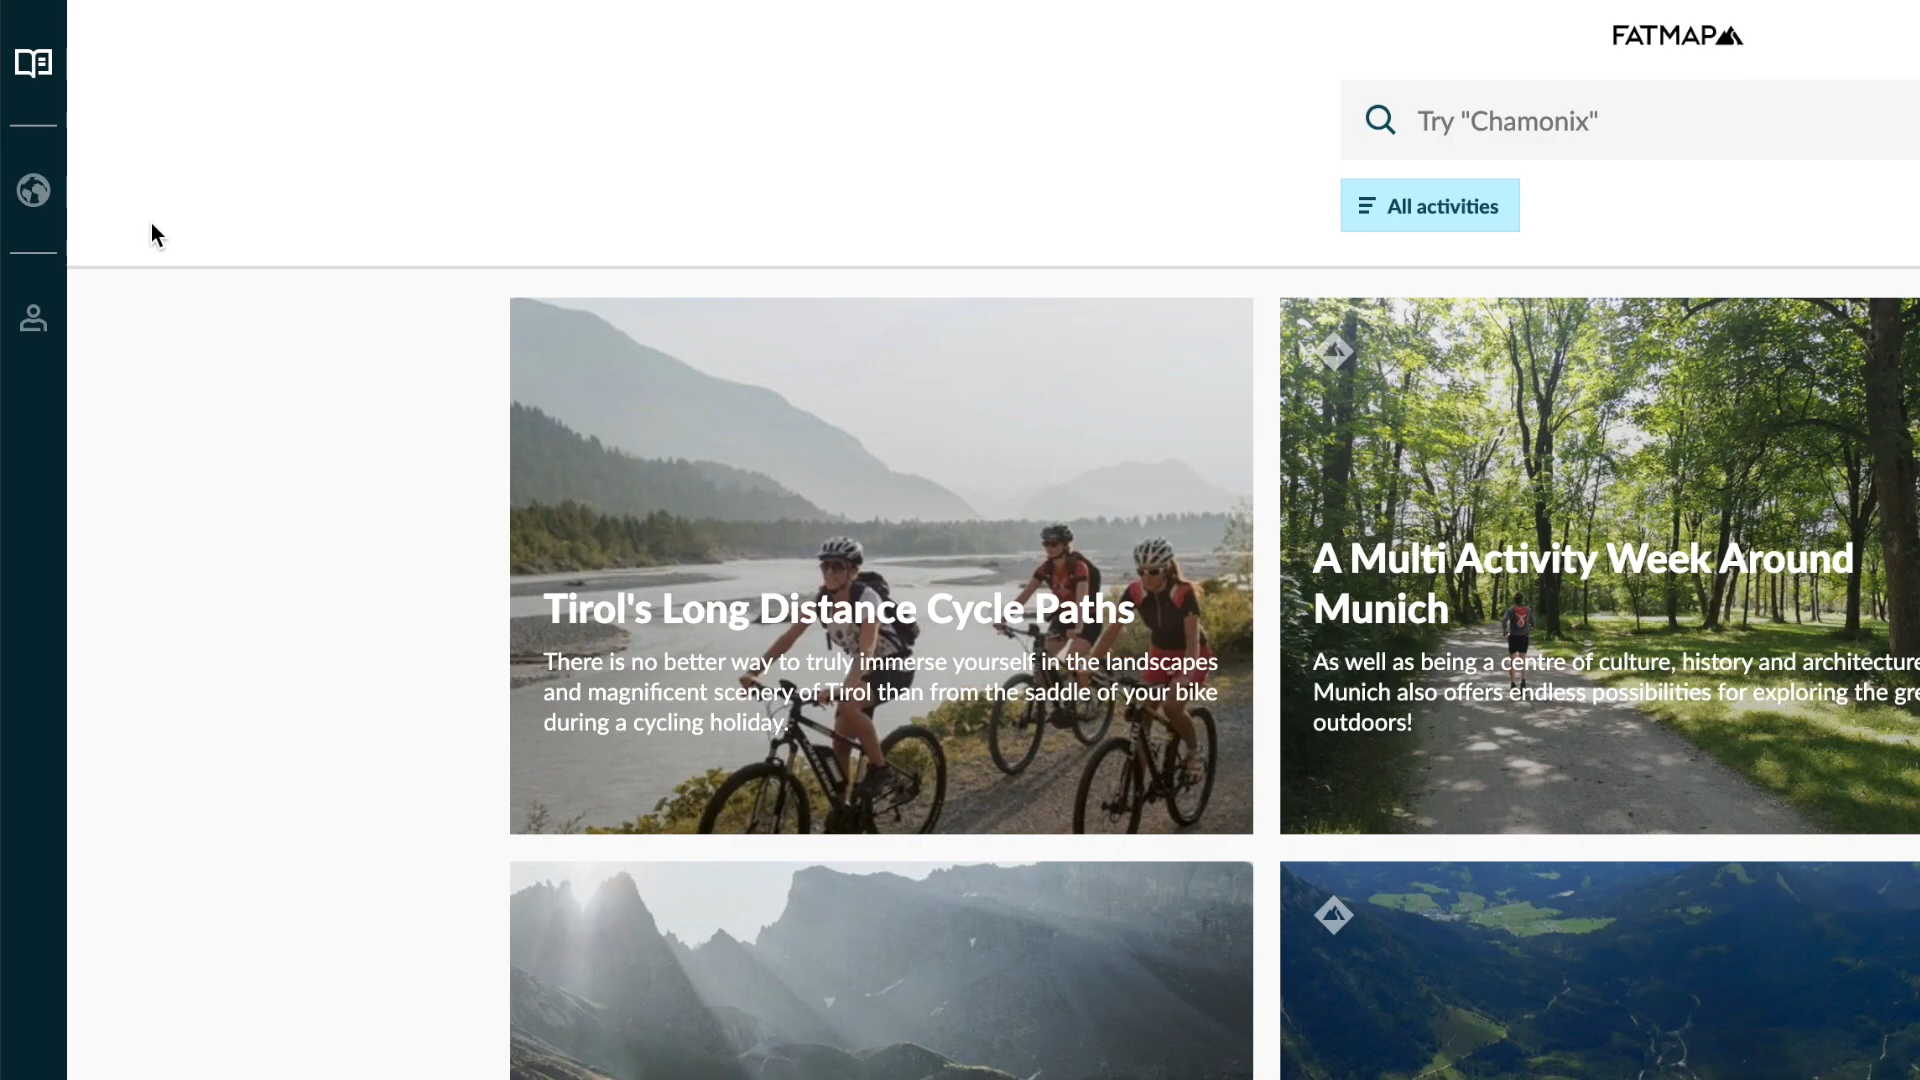 FATMAP
Try "Chamonix"
All activities
Tirol's Long Distance Cycle Paths
There is no better way to truly immerse yourself in the landscapes
and magnificent scenery of Tirol than from the saddle of your bike
during a cycling holiday.
A Multi Activity Week Around
Munich
As well as being a centre of culture, history and architecture
Munich also offers endless possibilities for exploring the
outdoors!